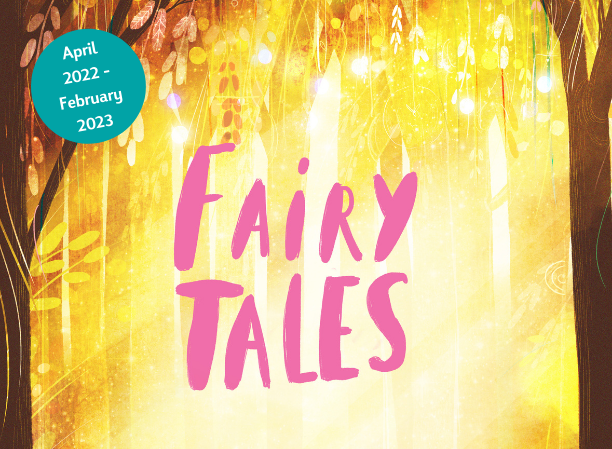 April
2022 -
February
2023
FAiRY
TALES